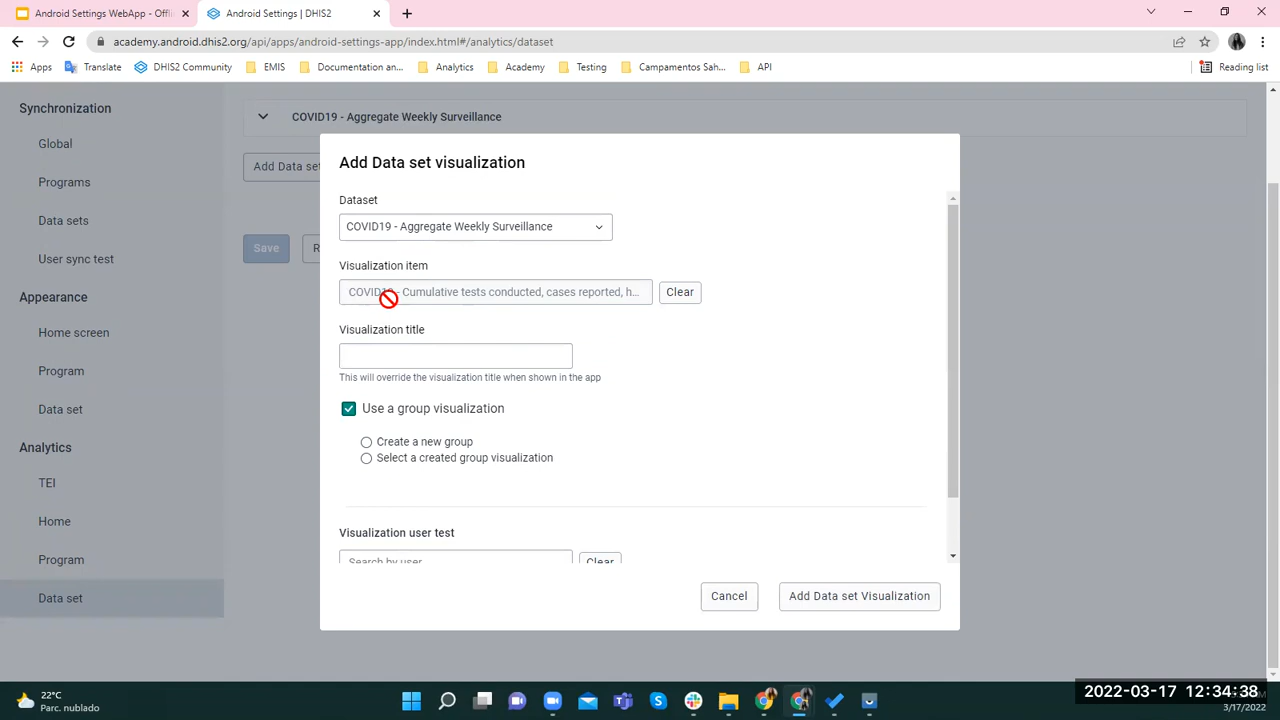 Android Settings WebApp - Offli
Android Settings | DHIS2
academy.android.dhis2.org/api/apps/android-settings-app/index.html#/analytics/dataset
Apps
Translate
DHIS2 Community
EMIS
Documentation an...
Analytics
Academy
Testing
Campamentos Sah...
API
Reading list
Synchronization
Global
Programs
Data sets
User sync test
Appearance
Home screen
Program
Data set
Analytics
TEI
Home
Program
Data set
COVID19 - Aggregate Weekly Surveillance
Add Data set
Save
R
Add Data set visualization
Dataset
COVID19 - Aggregate Weekly Surveillance
Visualization item
COVID19 - Cumulative tests conducted, cases reported, h...
Clear
Visualization title
This will override the visualization title when shown in the app
Use a group visualization
Create a new group
Select a created group visualization
Visualization user test
Search by user
Clear
Cancel
Add Data set Visualization
22°C
Parc. nublado
2022-03-17 12:34:38
3/17/2022